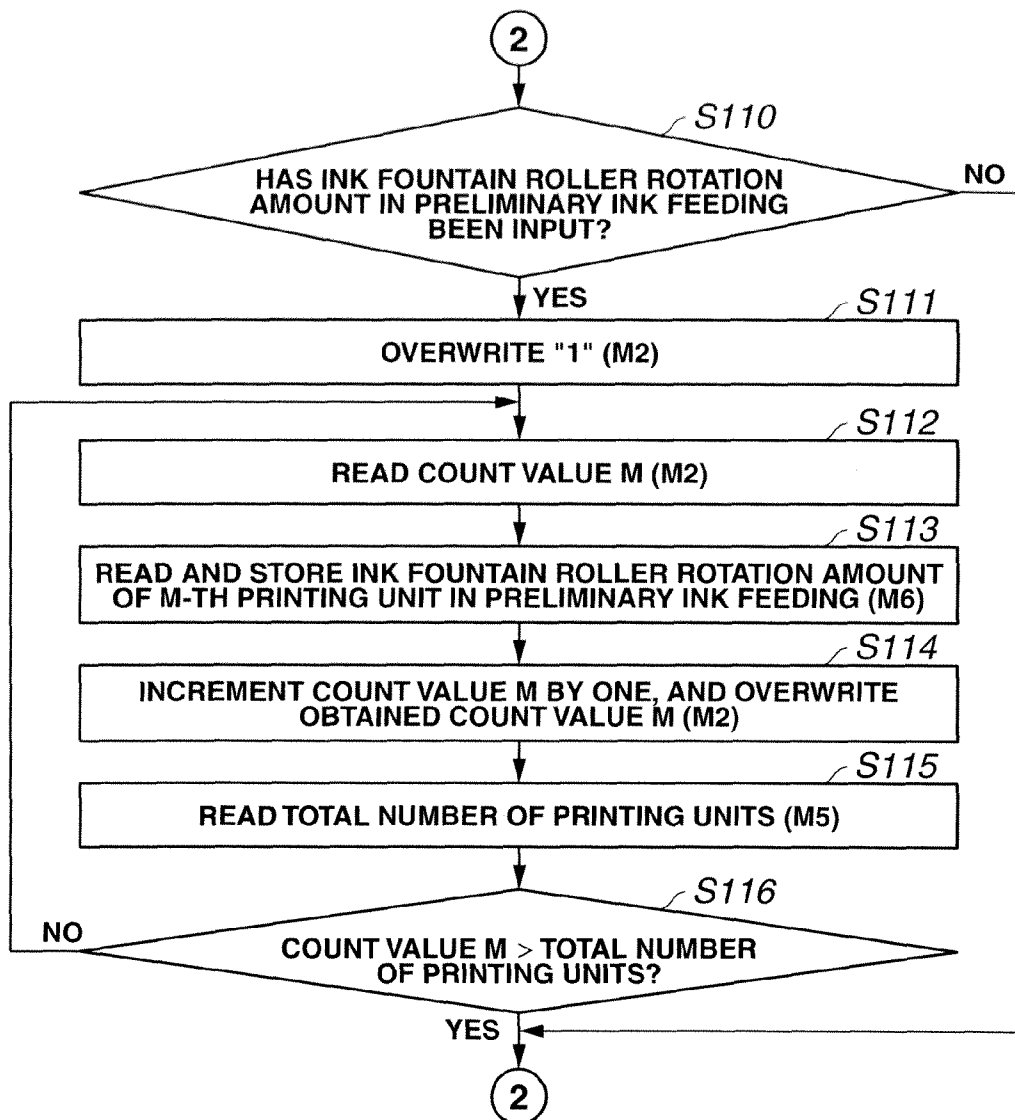 2
S110
HAS INK FOUNTAIN ROLLER ROTATION
AMOUNT IN PRELIMINARY INK FEEDING
BEEN INPUT?
NO
YES
S111
OVERWRITE "1" (M2)
S112
READ COUNT VALUE M (M2)
S113
READ AND STORE INK FOUNTAIN ROLLER ROTATION AMOUNT
OF M-TH PRINTING UNIT IN PRELIMINARY INK FEEDING (M6)
S114
INCREMENT COUNT VALUE M BY ONE, AND OVERWRITE
OBTAINED COUNT VALUE M (M2)
S115
READ TOTAL NUMBER OF PRINTING UNITS (M5)
S116
NO
COUNT VALUE M > TOTAL NUMBER
OF PRINTING UNITS?
YES
2